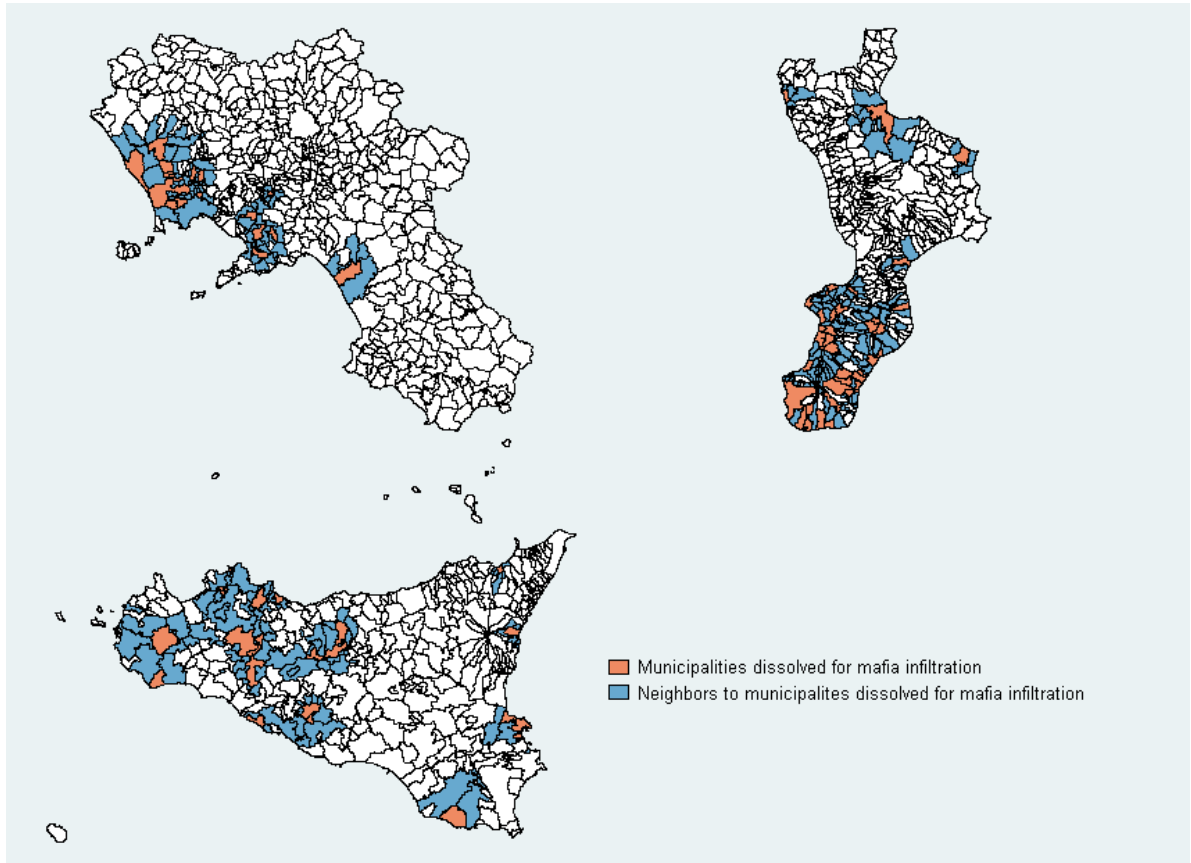 Municipalities dissolved for mafia infiltration
Neighbors to municipalites dissolved for mafia infiltration